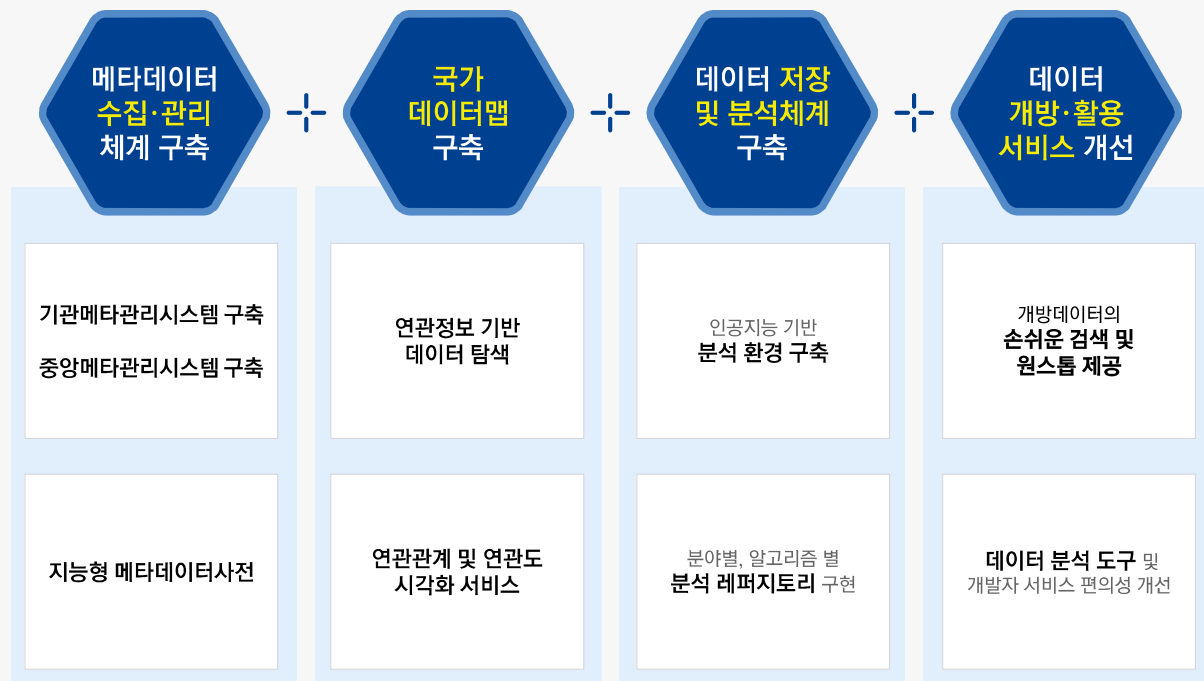 메타데이터
수집·관리
체계 구축
국가
데이터맵
구축
데이터 저장
및 분석체계
구축
데이터
개방·활용
서비스 개선
기관메타관리시스템 구축
중앙메타관리시스템 구축
연관정보 기반
데이터 탐색
인공지능 기반
분석 환경 구축
개방데이터의
손쉬운 검색 및
원스톱 제공
지능형 메타데이터사전
연관관계 및 연관도
시각화 서비스
분야별, 알고리즘 별
분석 레퍼지토리 구현
데이터 분석 도구 및
개발자 서비스 편의성 개선